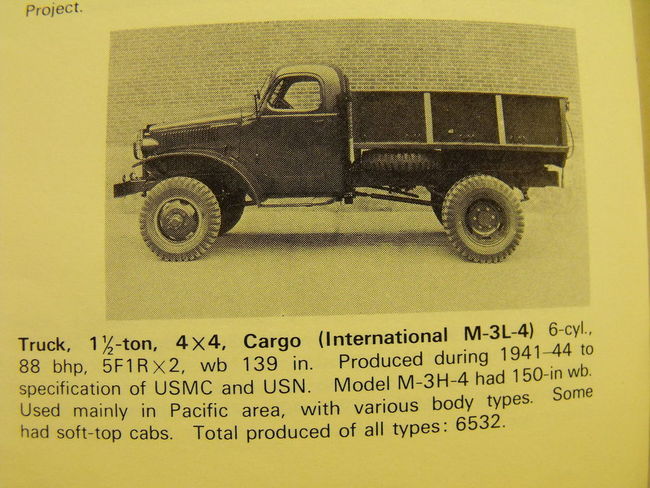 Project.
Truck, 1½-ton, 4×4, Cargo (International M-3L-4) 6-cyl.,
88 bhp, 5F1R×2, wb 139 in. Produced during 1941–44 to
specification of USMC and USN. Model M-3H-4 had 150-in wb.
Used mainly in Pacific area, with various body types. Some
had soft-top cabs. Total produced of all types: 6532.